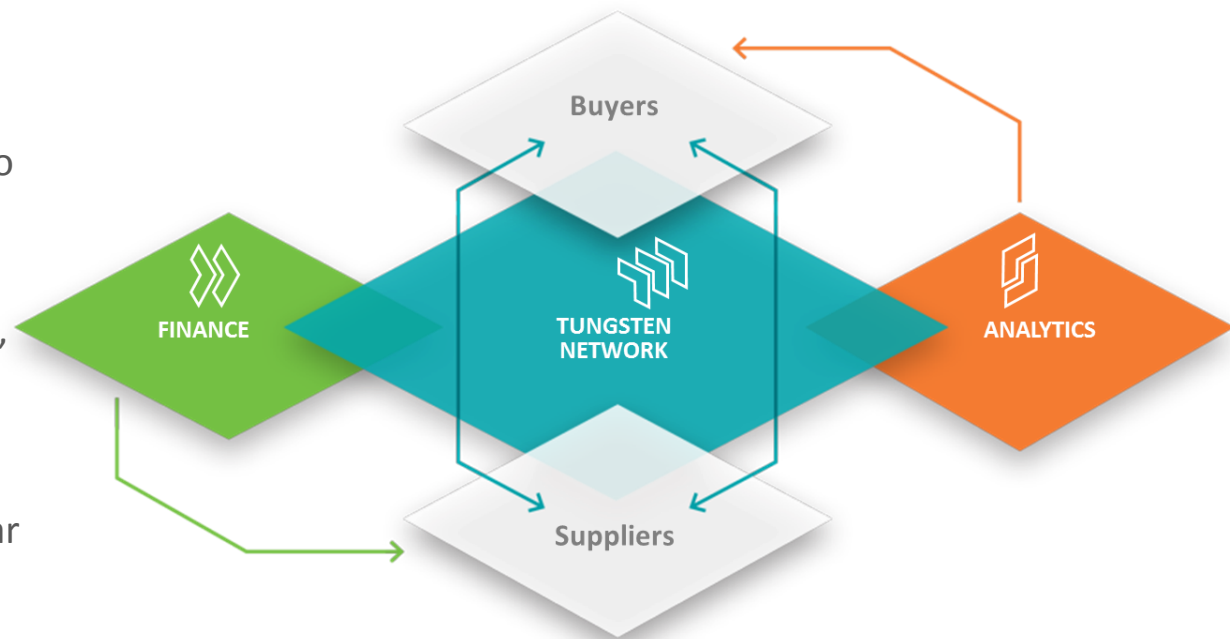 Buyers
FINANCE
TUNGSTEN
NETWORK
ANALYTICS
,
Suppliers